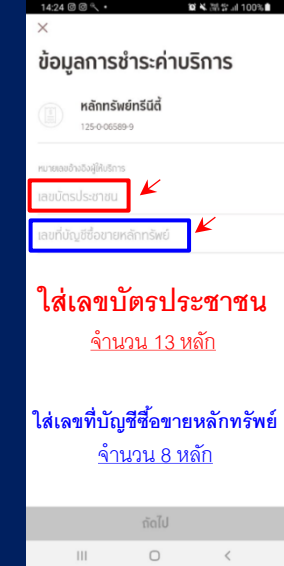 14:24
100%
ข้อมูลการชำระค่าบริการ
หลักทรัพย์ทรีนีตี้
125-0-06589-9
หมายเลขอ้างอิงผู้ให้บริการ
เลขบัตรประชาชน
เลขที่บัญชีซื้อขายหลักทรัพย์
ใส่เลขบัตรประชาชน
จำนวน 13 หลัก
ใส่เลขที่บัญชีซื้อขายหลักทรัพย์
จำนวน 8 หลัก
ถัดไป